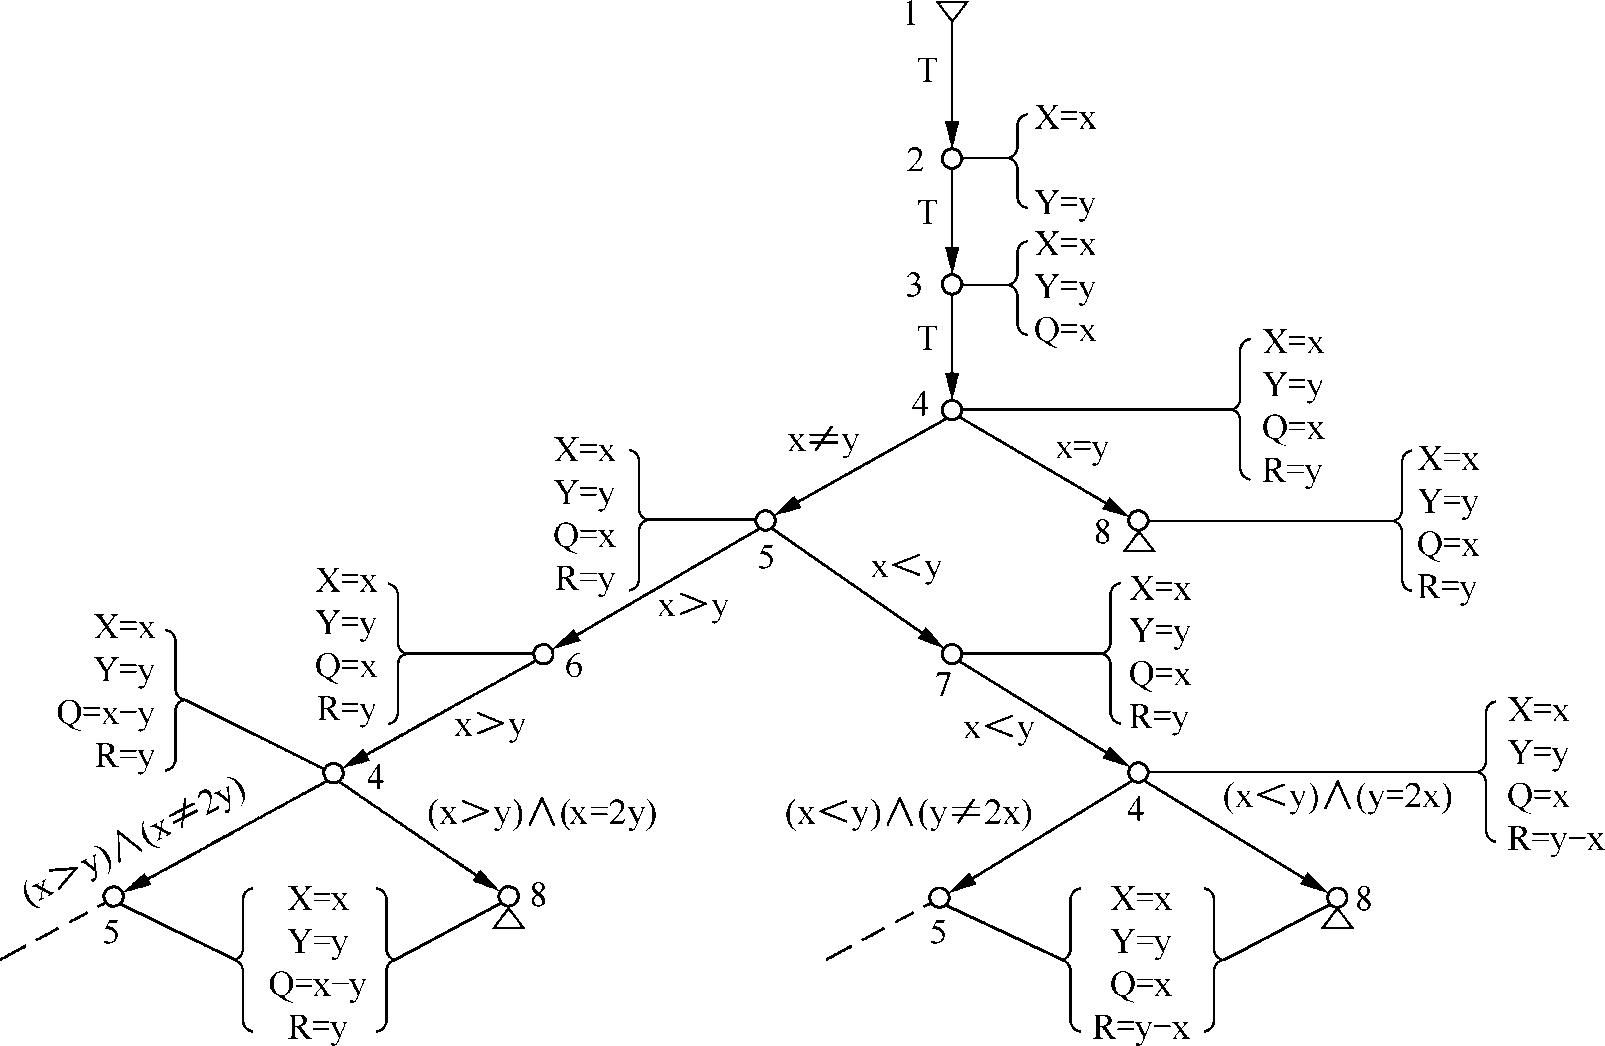 1
T
X=x
2
Y=y
T
X=x
3
Y=y
Q=x
T
4
X=x
Y=y
Q=x
R=y
x≠y
x=y
X=x
Y=y
Q=x
R=y
5
8
X=x
Y=y
Q=x
R=y
x>y
x<y
X=x
Y=y
Q=x
R=y
6
7
X=x
Y=y
Q=x
R=y
X=x
Y=y
Q=x−y
R=y
x>y
x<y
4
4
X=x
Y=y
Q=x
R=y−x
(x>y)∧(x≠2y)
(x>y)∧(x=2y)
(x<y)∧(y≠2x)
(x<y)∧(y=2x)
5
X=x
Y=y
Q=x−y
R=y
8
5
X=x
Y=y
Q=x
R=y−x
8